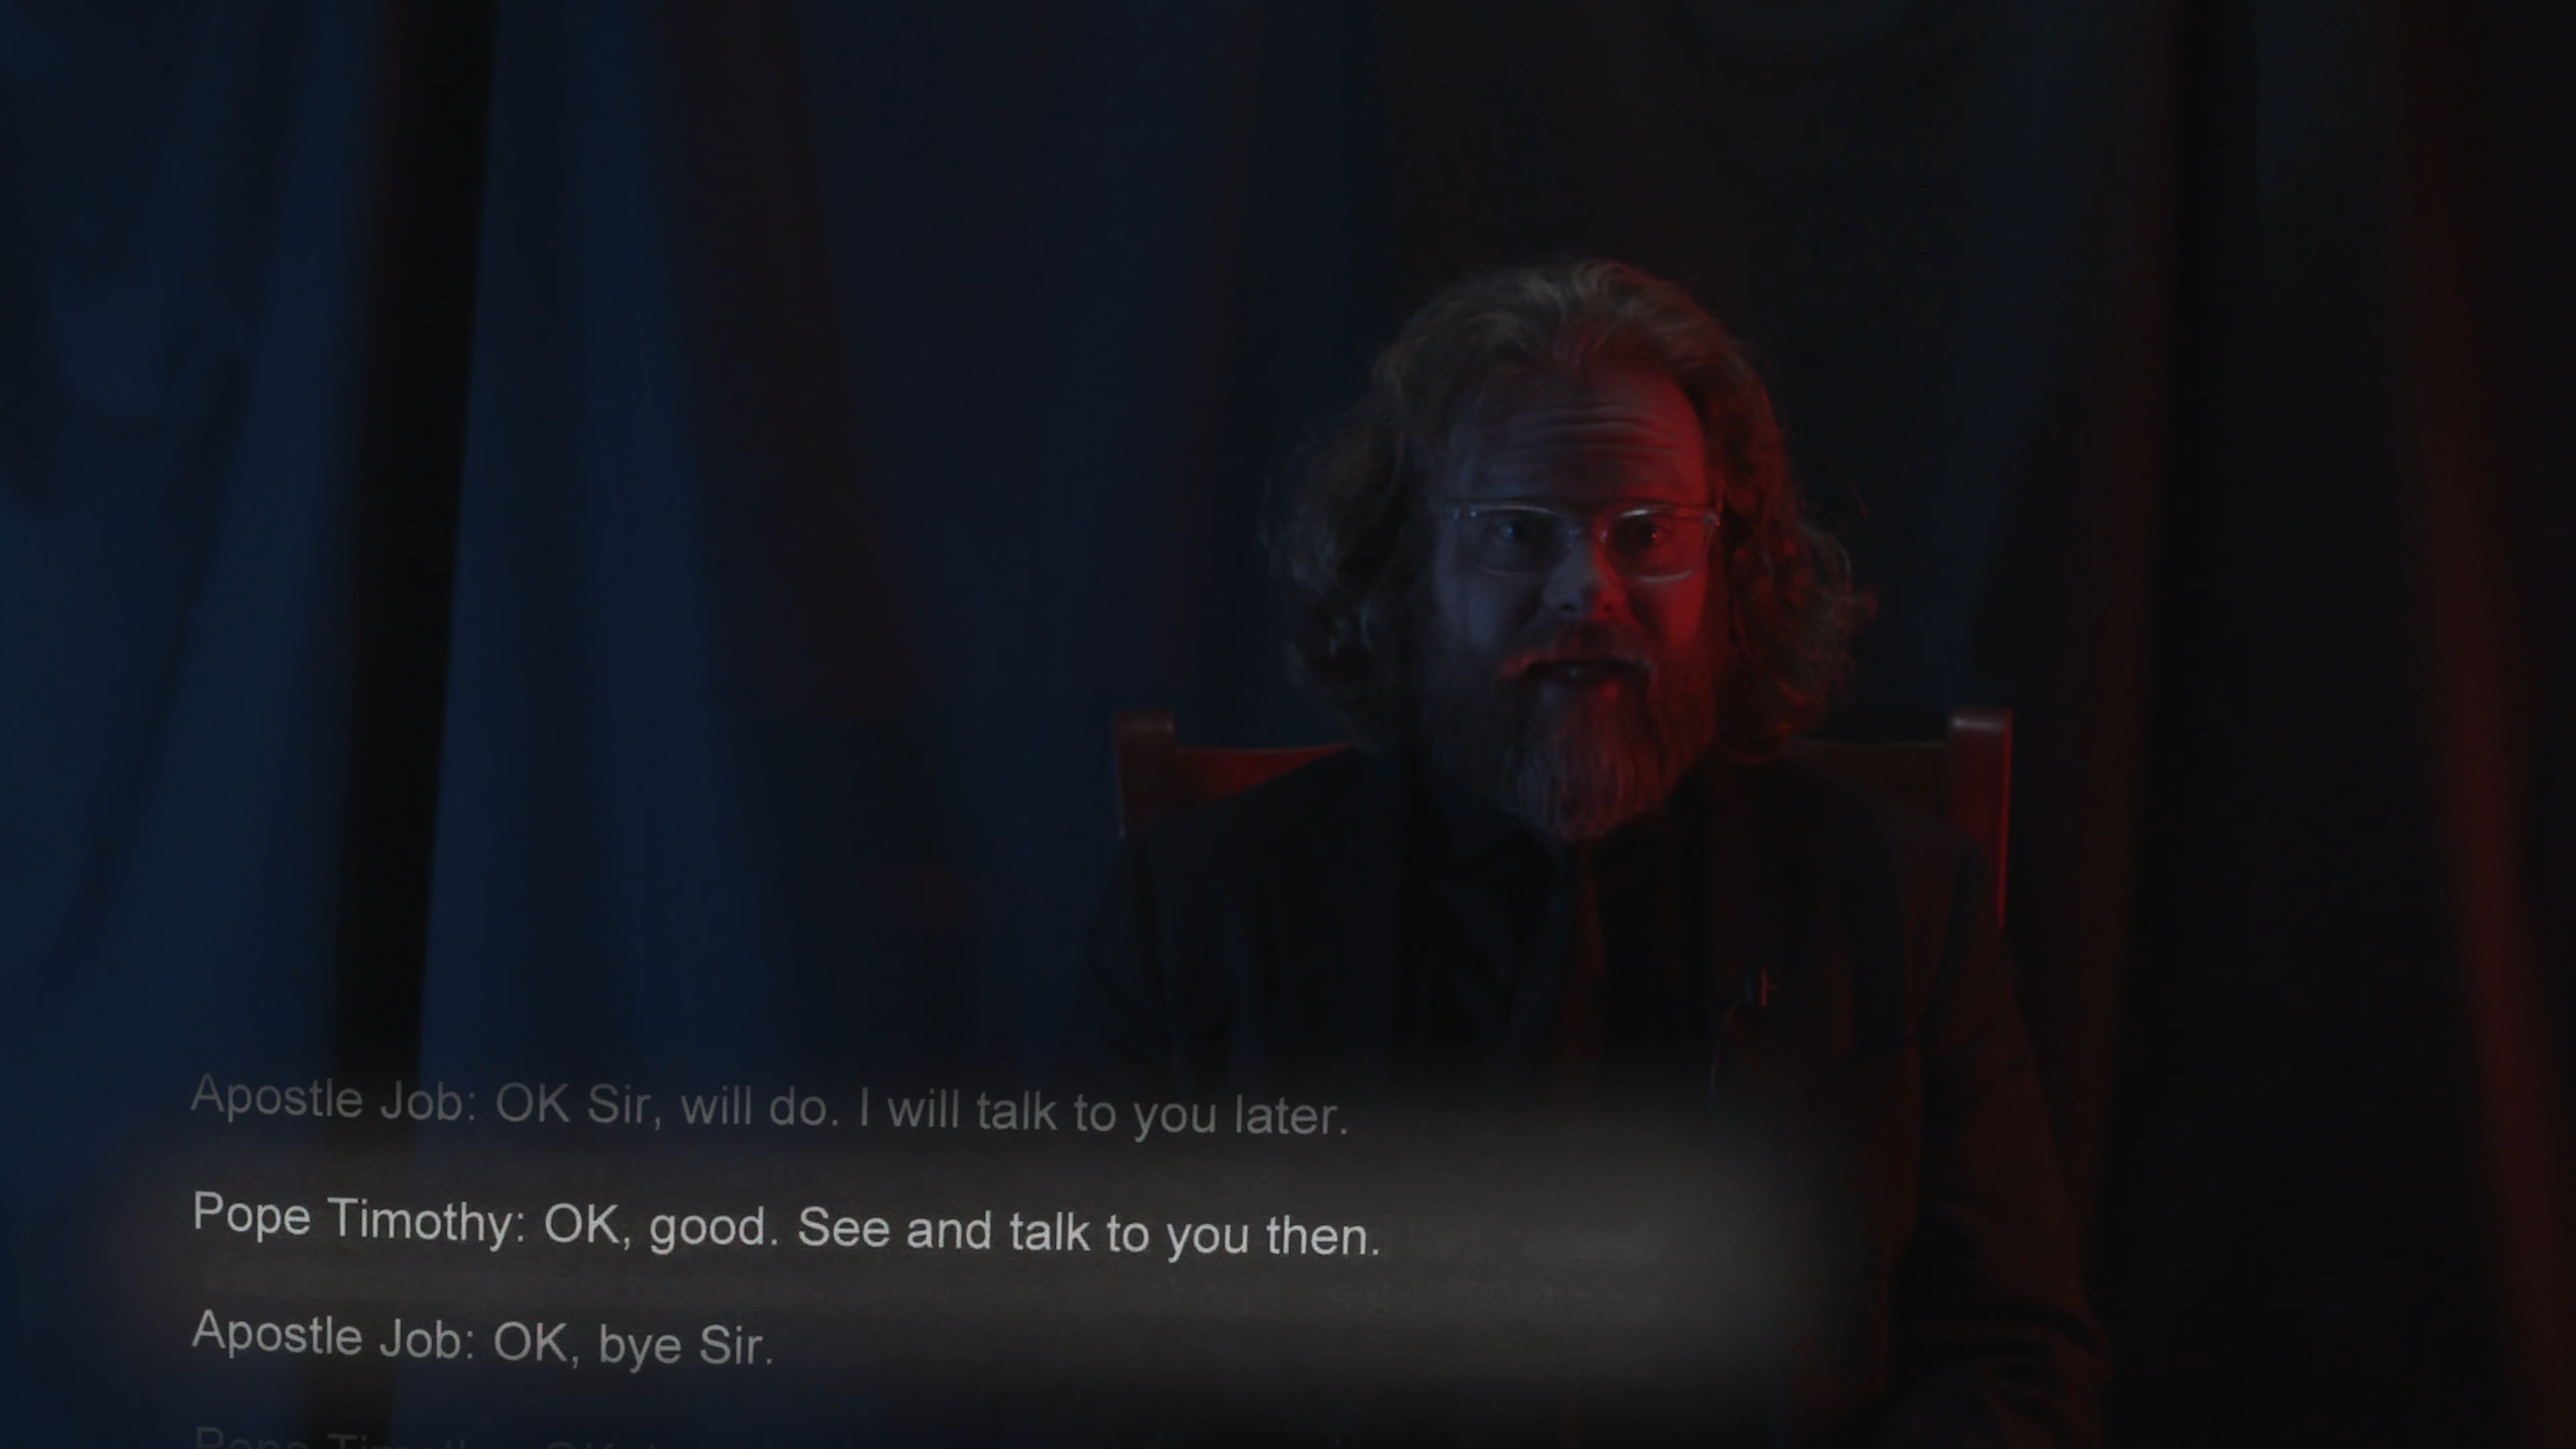 Apostle Job: OK Sir, will do. I will talk to you later.
Pope Timothy: OK, good. See and talk to you then.
Apostle Job: OK, bye Sir.